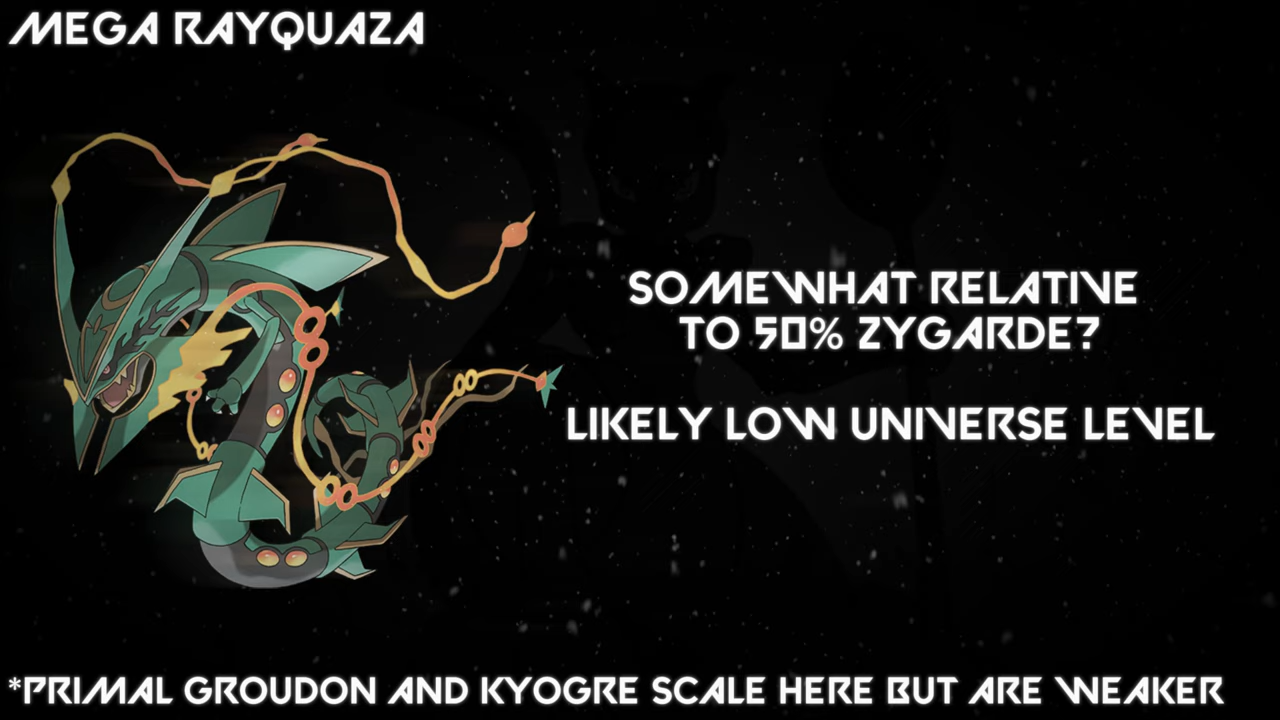 MEGA RAYQUAZA
SOMEWHAT RELATIVE
TO 50% ZYGARDE?
LIKELY LOW UNIVERSE LEVEL
*PRIMAL GROUDON AND KYOGRE SCALE HERE BUT ARE WEAKER